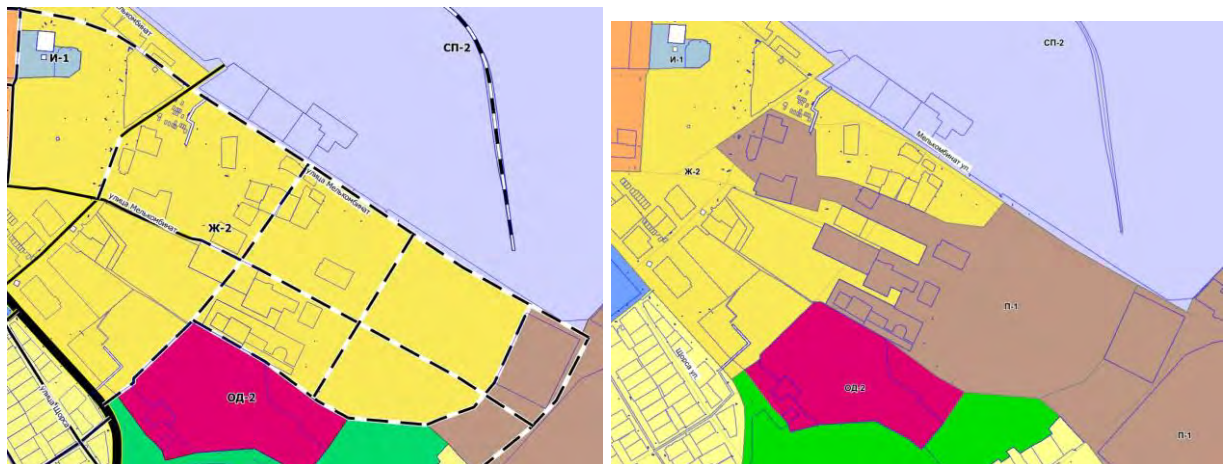 Мелькомбинат
СП-2
И-1
улица Мелькомбинат
улица Мелькомбинат
Ж-2
ОД-2
улица Щорса
СП-2
И-1
Мелькомбинат ул.
Ж-2
П-1
Щорса ул.
ОД-2
П-1